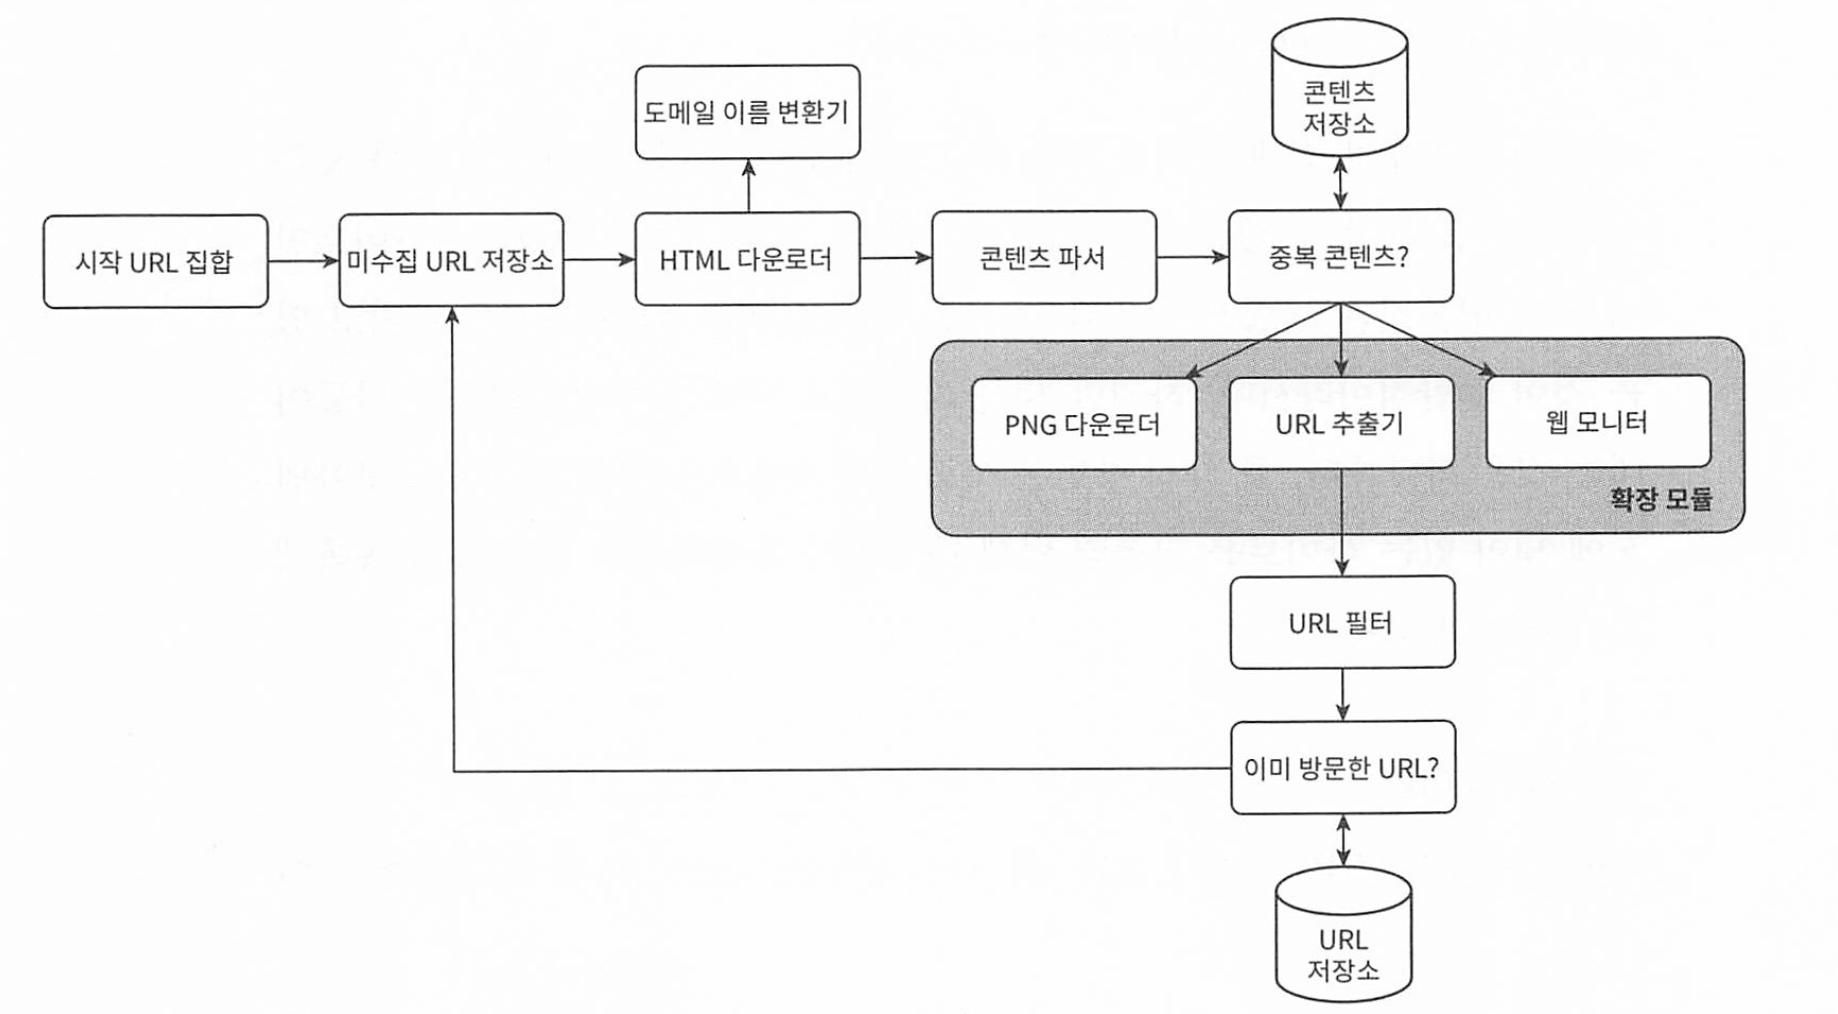 콘텐츠
저장소
도메일 이름 변환기
시작 URL 집합
미수집 URL 저장소
HTML 다운로더
콘텐츠 파서
중복 콘텐츠?
PNG 다운로더
URL 추출기
웹 모니터
확장 모듈
URL 필터
이미 방문한 URL?
URL
저장소